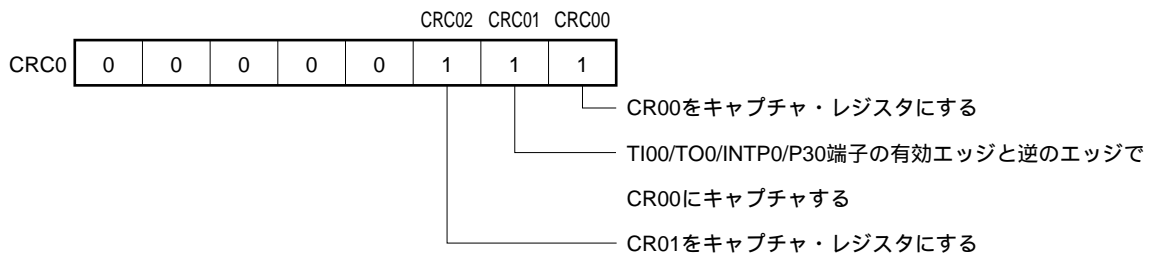 CRC02 CRC01 CRC00
CRC0 0 0 0 0 0 1 1 1
CR00をキャプチャ・レジスタにする
TI00/TO0/INTP0/P30端子の有効エッジと逆のエッジで
CR00にキャプチャする
CR01をキャプチャ・レジスタにする